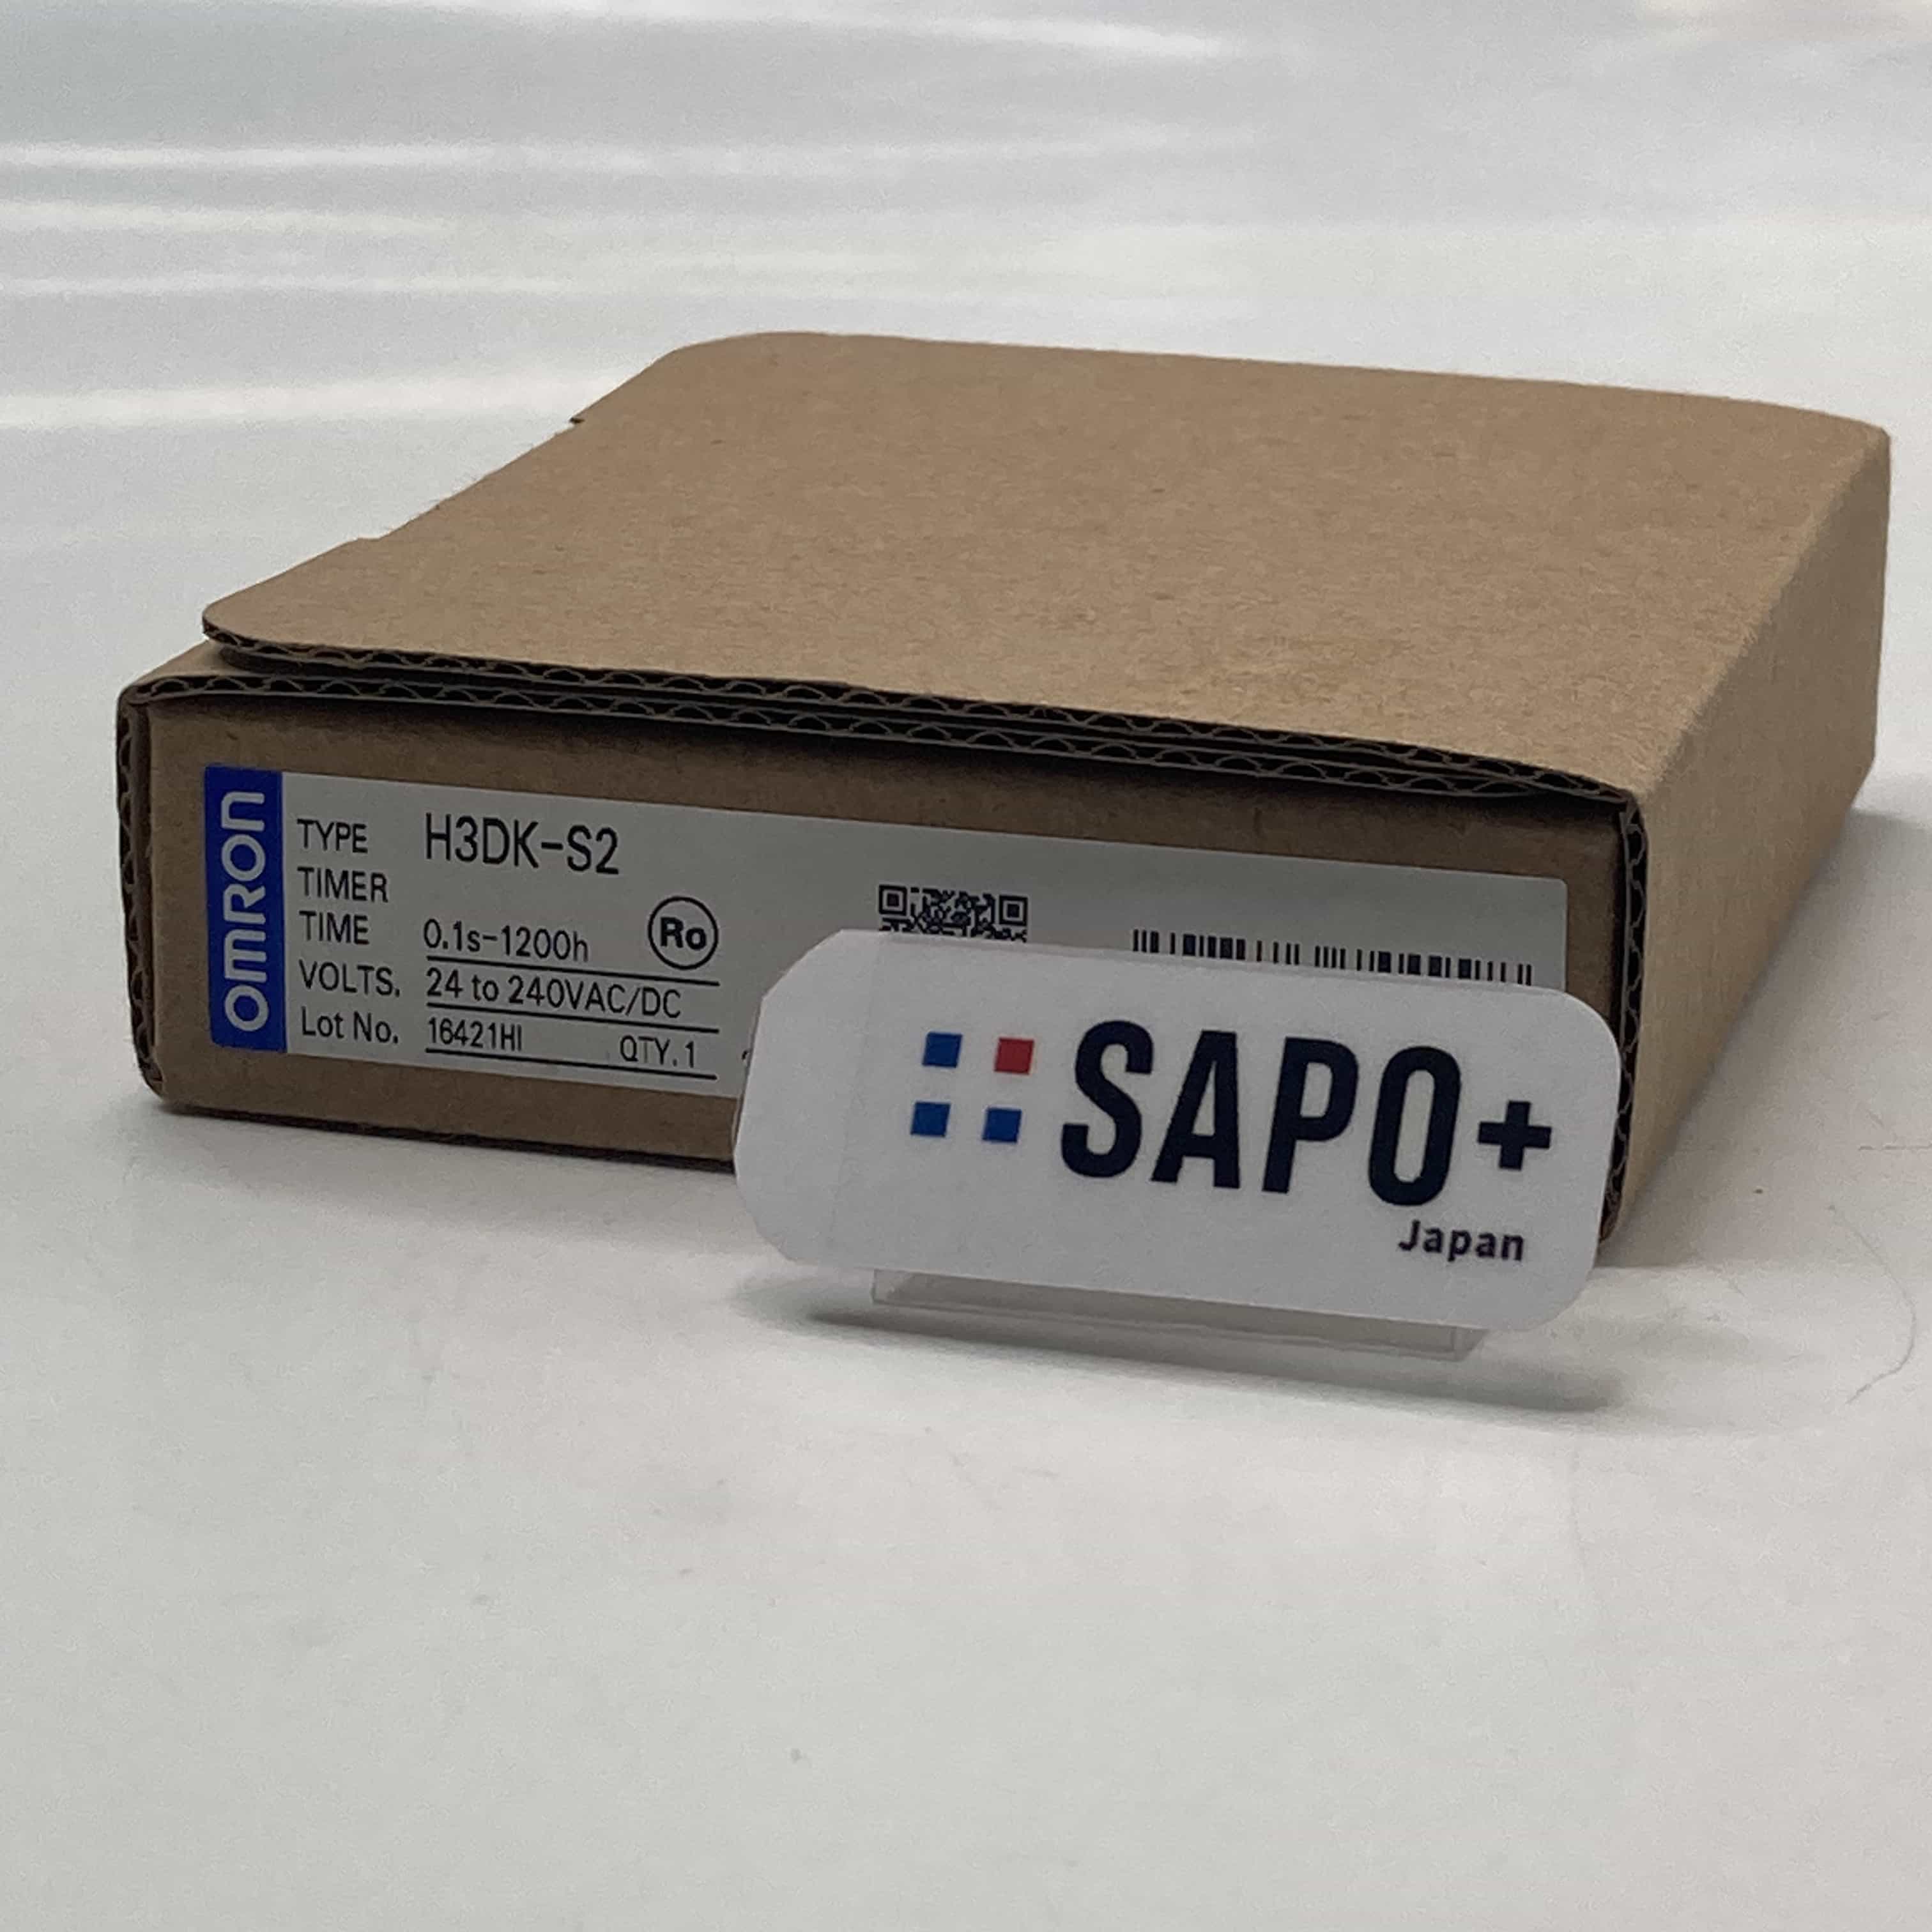 OMRON
TYPE H3DK-S2
TIMER
TIME 0.1s-1200h Ro
VOLTS. 24 to 240VAC/DC
Lot No. 16421HI QTY.1
SAPO+
Japan